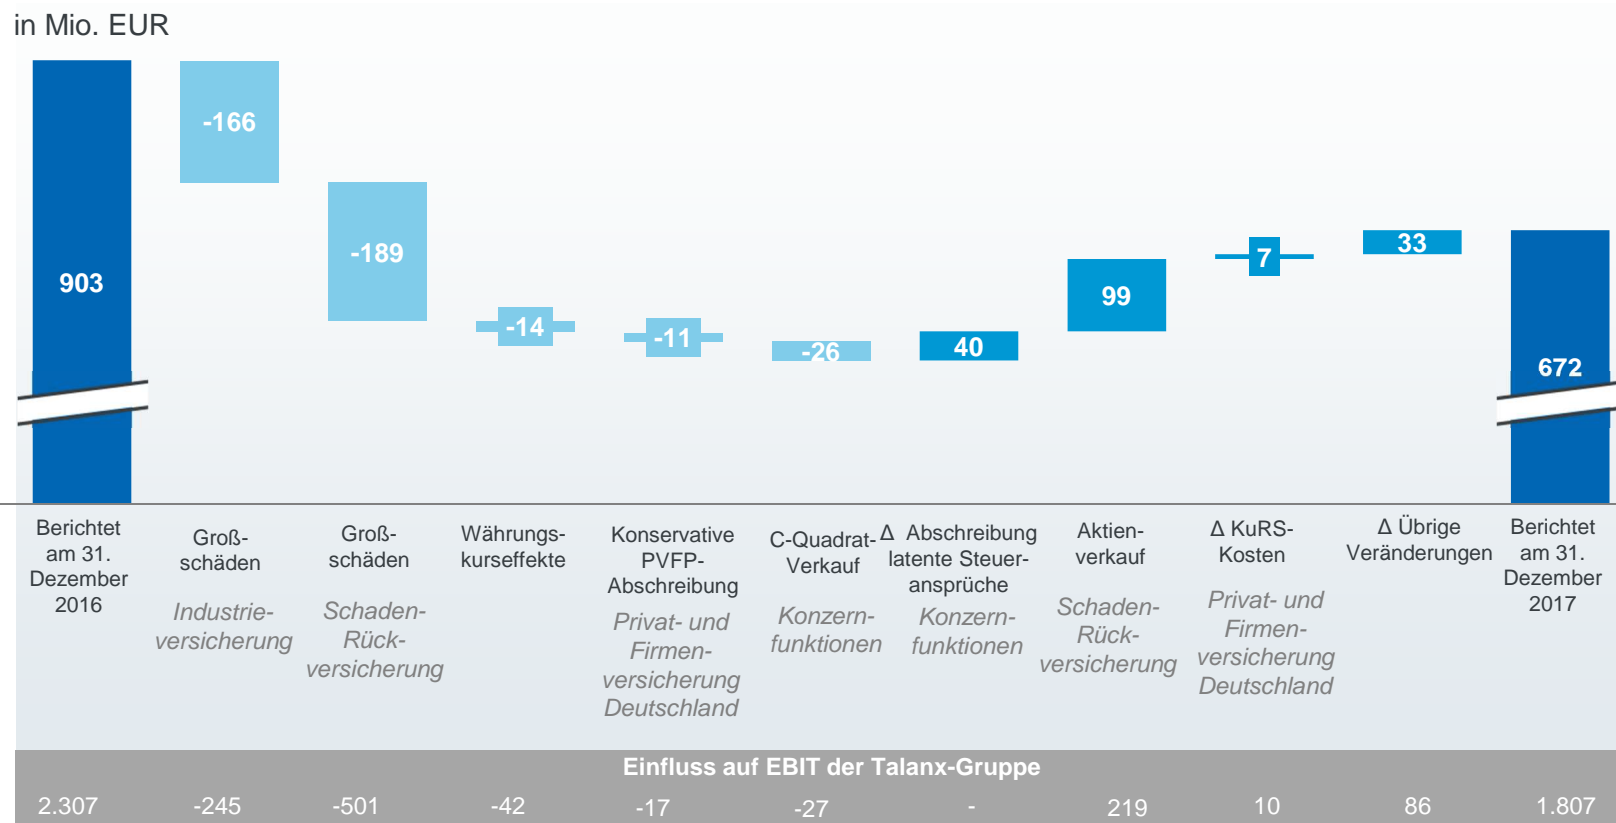 in Mio. EUR
903
-166
-189
-14
-11
-26
40
99
7
33
672
Berichtet
am 31.
Dezember
2016
Groß-
schäden
Industrie-
versicherung
Groß-
schäden
Schaden-
Rück-
versicherung
Währungs-
kurseffekte
Konservative
PVFP-
Abschreibung
Privat- und
Firmen-
versicherung
Deutschland
C-Quadrat-
Verkauf
Konzern-
funktionen
Δ Abschreibung
latente Steuer-
ansprüche
Konzern-
funktionen
Aktien-
verkauf
Schaden-
Rück-
versicherung
Δ KuRS-
Kosten
Privat- und
Firmen-
versicherung
Deutschland
Δ Übrige
Veränderungen
Berichtet
am 31.
Dezember
2017
Einfluss auf EBIT der Talanx-Gruppe
2.307 -245 -501 -42 -17 -27 - 219 10 86 1.807